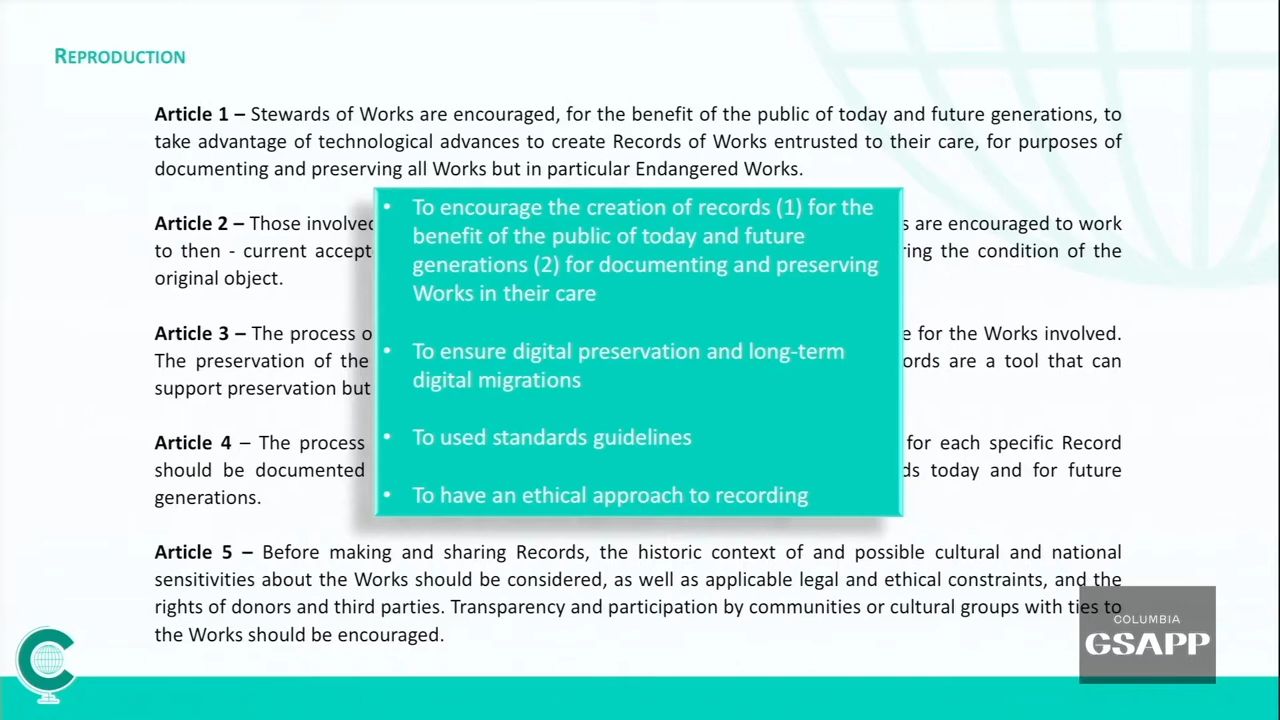 REPRODUCTION
Article 1 – Stewards of Works are encouraged, for the benefit of the public of today and future generations, to
take advantage of technological advances to create Records of Works entrusted to their care, for purposes of
documenting and preserving all Works but in particular Endangered Works.
Article 2 – Those involved
are encouraged to work
to then - current
the condition of the
original object.
Article 3 – The process
for the Works involved.
The preservation of the
are a tool that can
support preservation but
Article 4 – The process
for each specific Record
should be documented
today and for future
generations.
• To encourage the creation of records (1) for the
benefit of the public of today and future
generations (2) for documenting and preserving
Works in their care
• To ensure digital preservation and long-term
digital migrations
• To used standards guidelines
• To have an ethical approach to recording
Article 5 – Before making and sharing Records, the historic context of and possible cultural and national
sensitivities about the Works should be considered, as well as applicable legal and ethical constraints, and the
rights of donors and third parties. Transparency and participation by communities or cultural groups with ties to
the Works should be encouraged.
COLUMBIA
GSAPP